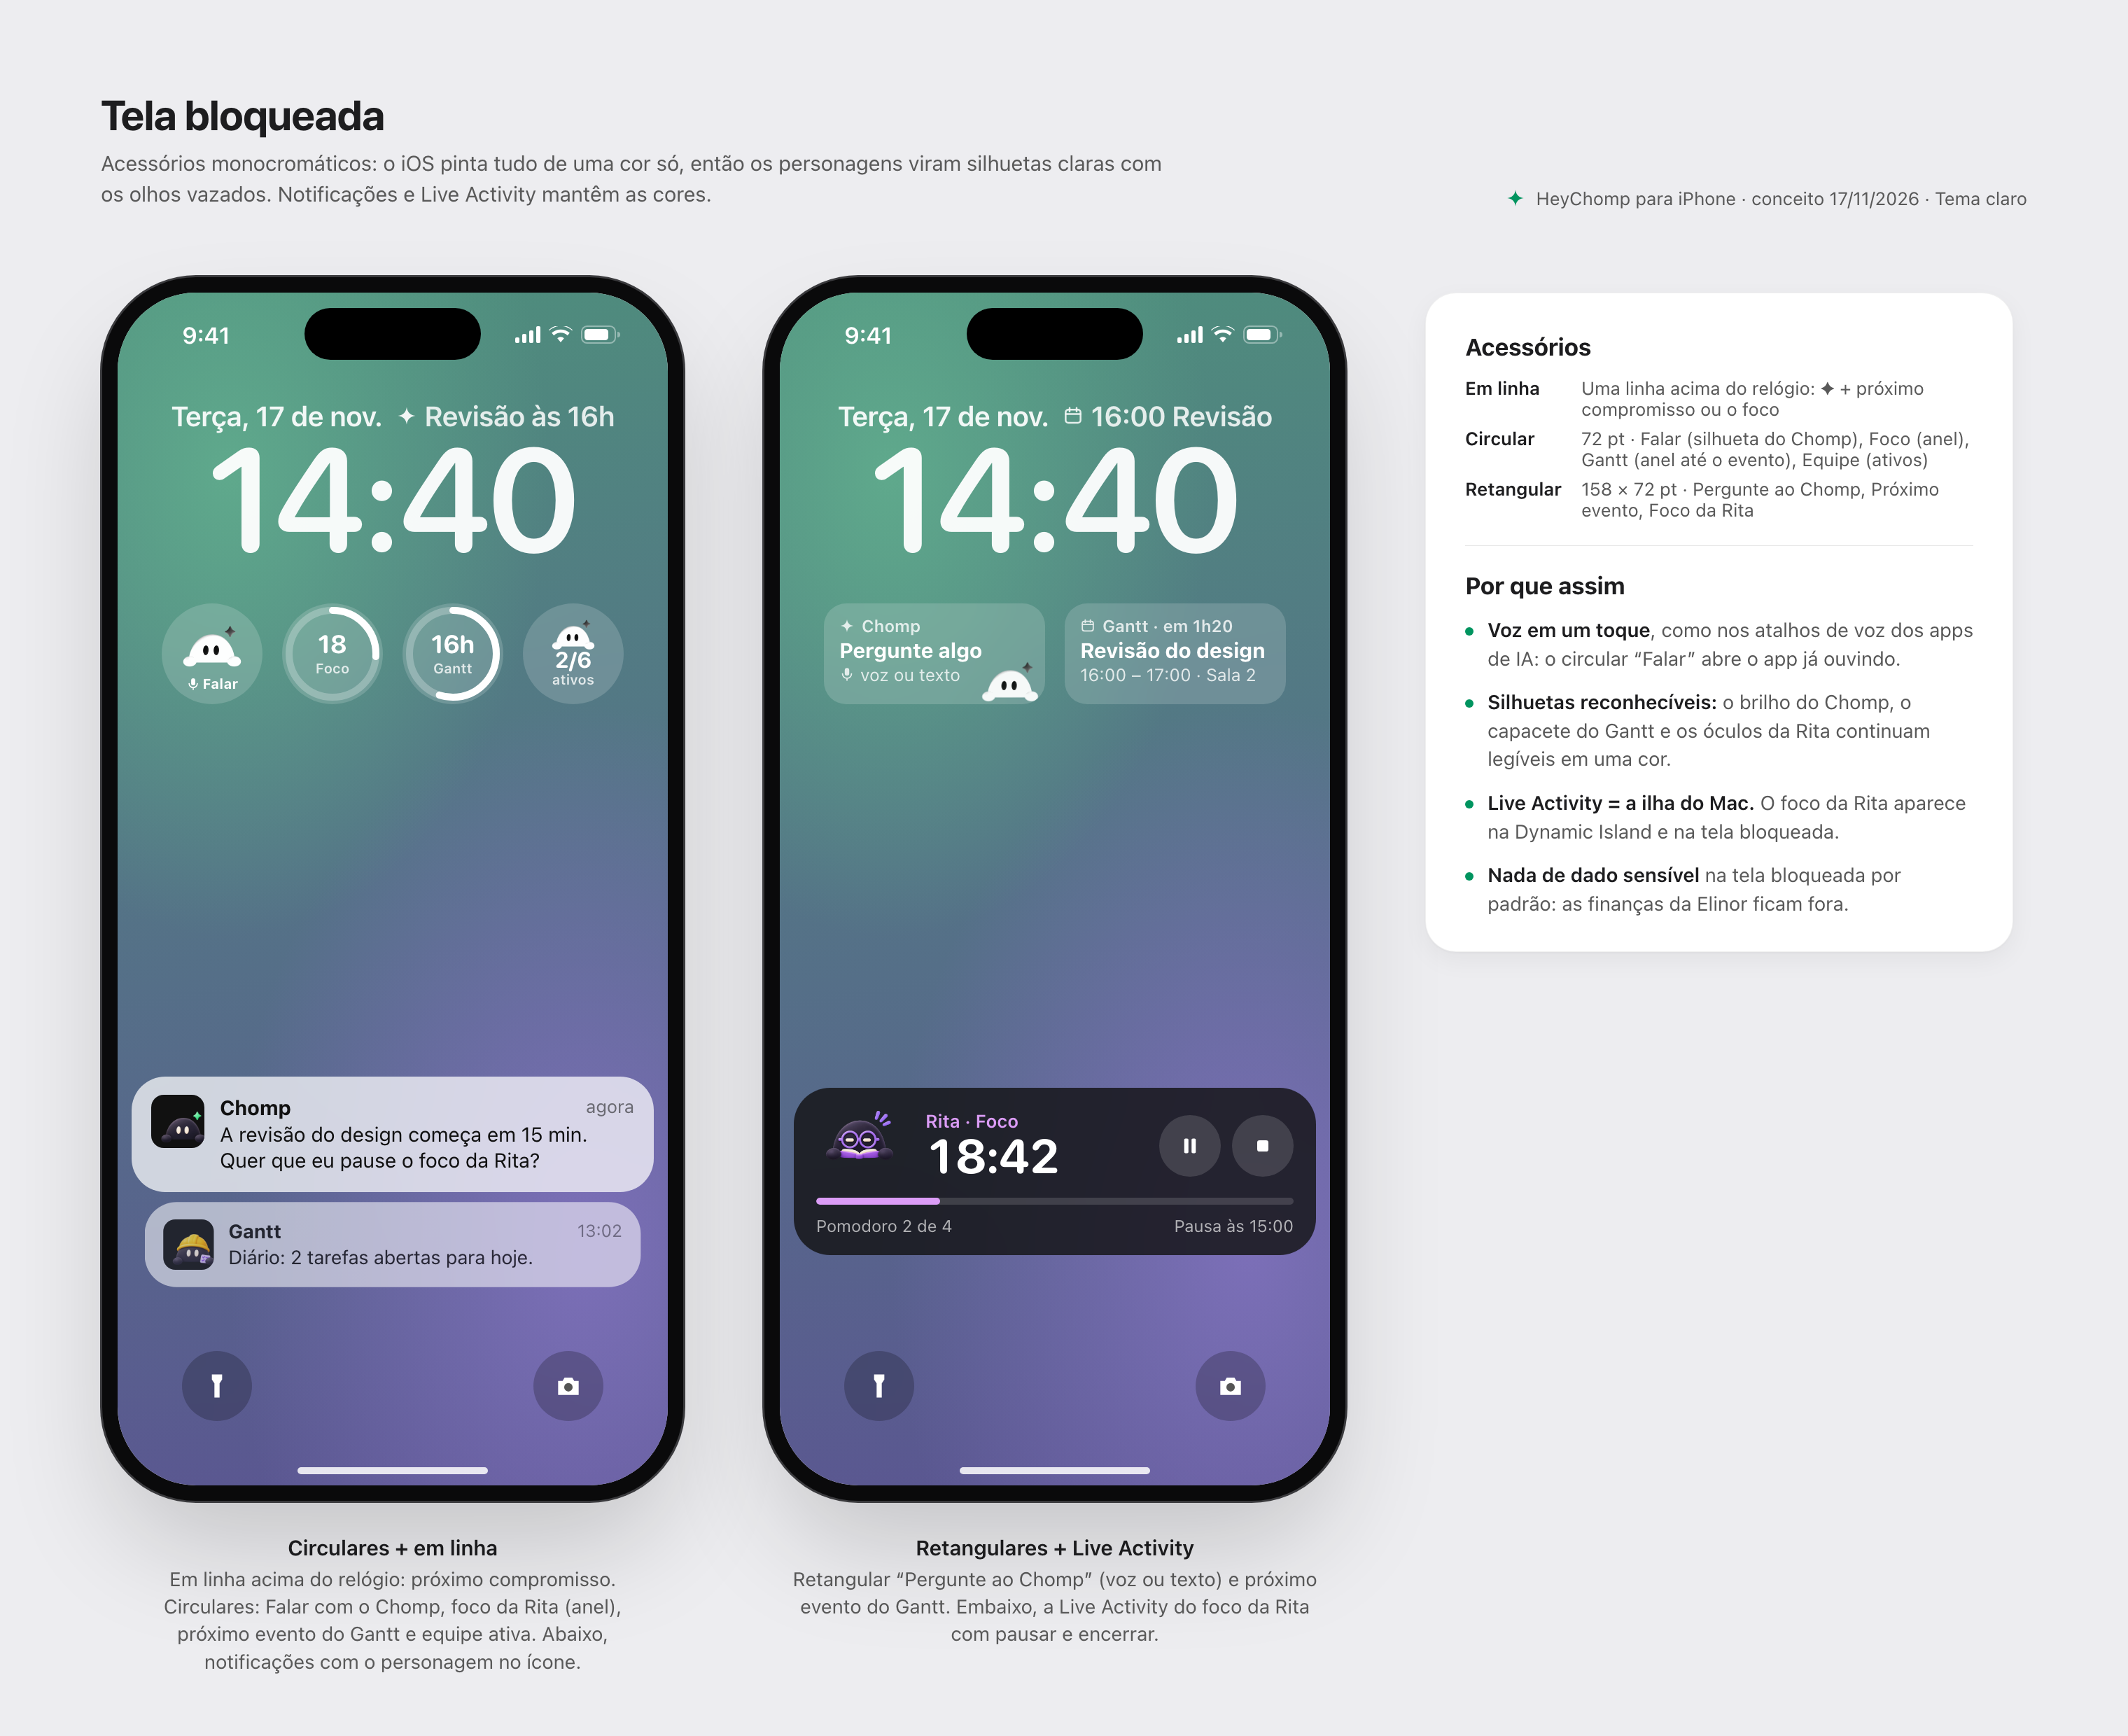 Tela bloqueada
Acessórios monocromáticos: o iOS pinta tudo de uma cor só, então os personagens viram silhuetas claras com
os olhos vazados. Notificações e Live Activity mantêm as cores.
✦ HeyChomp para iPhone · conceito 17/11/2026 · Tema claro
9:41
Terça, 17 de nov. ✦ Revisão às 16h
14:40
Falar
18
Foco
16h
Gantt
2/6
ativos
Chomp
agora
A revisão do design começa em 15 min.
Quer que eu pause o foco da Rita?
Gantt
13:02
Diário: 2 tarefas abertas para hoje.
Circulares + em linha
Em linha acima do relógio: próximo compromisso.
Circulares: Falar com o Chomp, foco da Rita (anel),
próximo evento do Gantt e equipe ativa. Abaixo,
notificações com o personagem no ícone.
9:41
Terça, 17 de nov. 16:00 Revisão
14:40
✦ Chomp
Pergunte algo
voz ou texto
Gantt · em 1h20
Revisão do design
16:00 – 17:00 · Sala 2
Rita · Foco
18:42
Pomodoro 2 de 4
Pausa às 15:00
Retangulares + Live Activity
Retangular “Pergunte ao Chomp” (voz ou texto) e próximo
evento do Gantt. Embaixo, a Live Activity do foco da Rita
com pausar e encerrar.
Acessórios
Em linha
Uma linha acima do relógio: ✦ + próximo
compromisso ou o foco
Circular
72 pt · Falar (silhueta do Chomp), Foco (anel),
Gantt (anel até o evento), Equipe (ativos)
Retangular
158 × 72 pt · Pergunte ao Chomp, Próximo
evento, Foco da Rita
Por que assim
Voz em um toque, como nos atalhos de voz dos apps
de IA: o circular “Falar” abre o app já ouvindo.
Silhuetas reconhecíveis: o brilho do Chomp, o
capacete do Gantt e os óculos da Rita continuam
legíveis em uma cor.
Live Activity = a ilha do Mac. O foco da Rita aparece
na Dynamic Island e na tela bloqueada.
Nada de dado sensível na tela bloqueada por
padrão: as finanças da Elinor ficam fora.